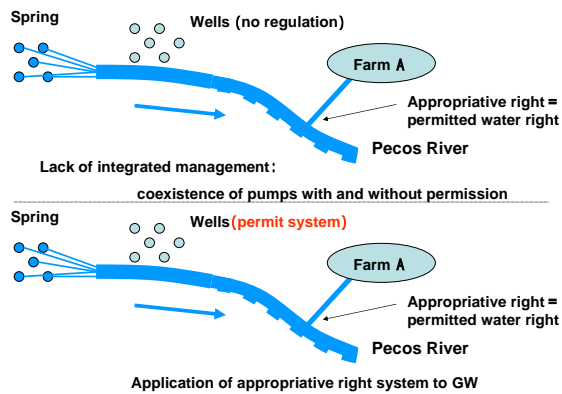 Spring
Wells (no regulation)
Farm A
Appropriative right =
permitted water right
Pecos River
Lack of integrated management:
coexistence of pumps with and without permission
Spring
Wells(permit system)
Farm A
Appropriative right =
permitted water right
Pecos River
Application of appropriative right system to GW